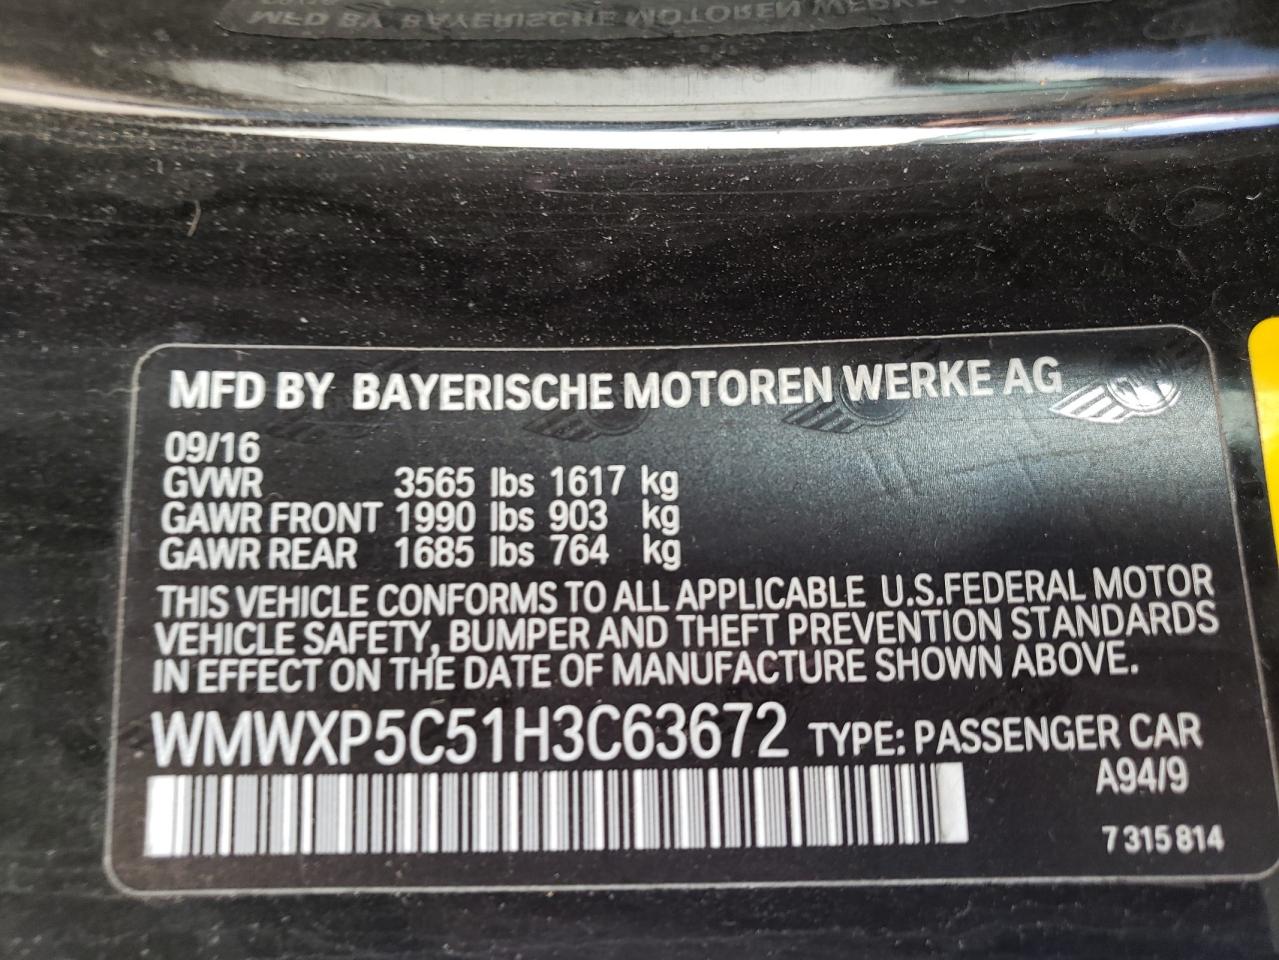 MFD BY BAYERISCHE MOTOREN WERKE AG
09/16
GVWR 3565 lbs 1617 kg
GAWR FRONT 1990 lbs 903 kg
GAWR REAR 1685 lbs 764 kg
THIS VEHICLE CONFORMS TO ALL APPLICABLE U.S.FEDERAL MOTOR
VEHICLE SAFETY, BUMPER AND THEFT PREVENTION STANDARDS
IN EFFECT ON THE DATE OF MANUFACTURE SHOWN ABOVE.
WMWXP5C51H3C63672 TYPE: PASSENGER CAR
A94/9
7 315 814